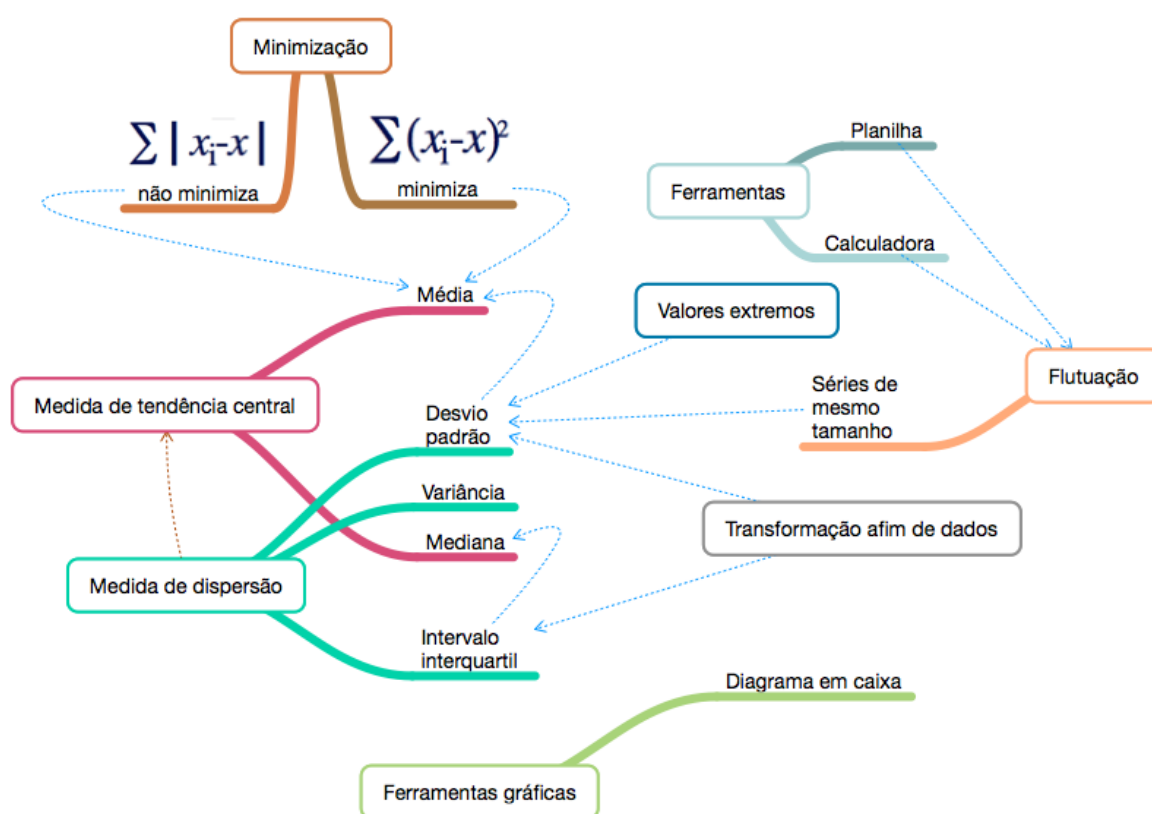 Minimização
∑|xᵢ-x|
∑(xᵢ-x)²
não minimiza
minimiza
Planilha
Ferramentas
Calculadora
Média
Valores extremos
Flutuação
Medida de tendência central
Séries de
mesmo
tamanho
Desvio
padrão
Variância
Transformação afim de dados
Mediana
Medida de dispersão
Intervalo
interquartil
Diagrama em caixa
Ferramentas gráficas